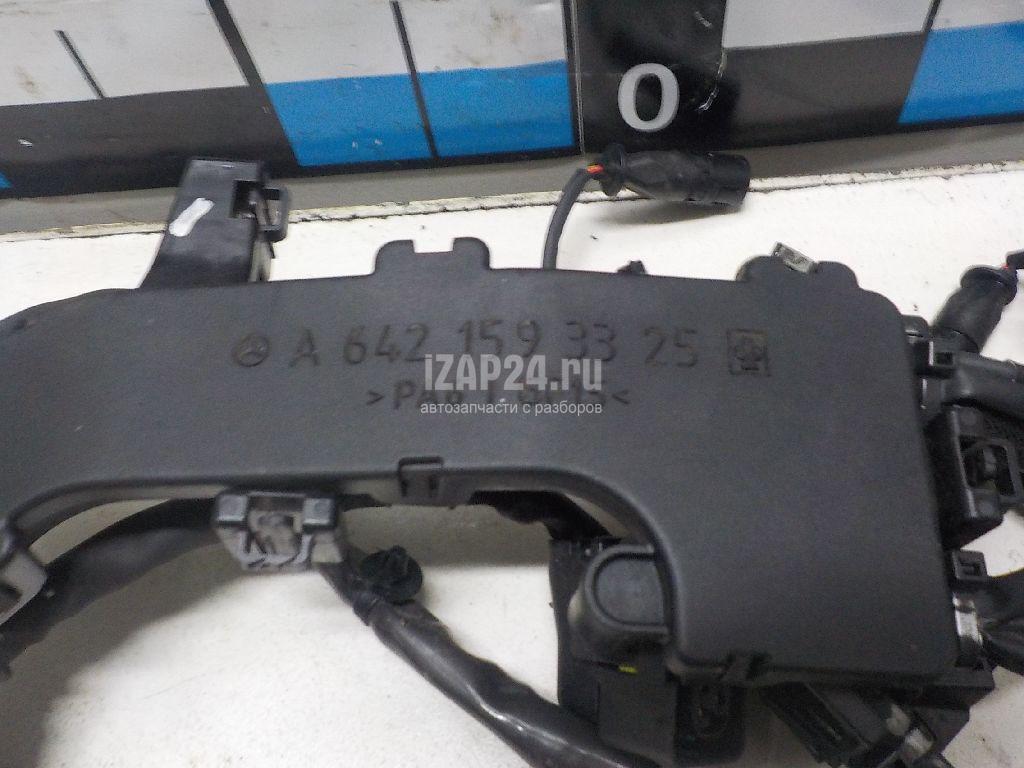 0
A 642 159 33 25
iZAP24.ru
автозапчасти с разборов